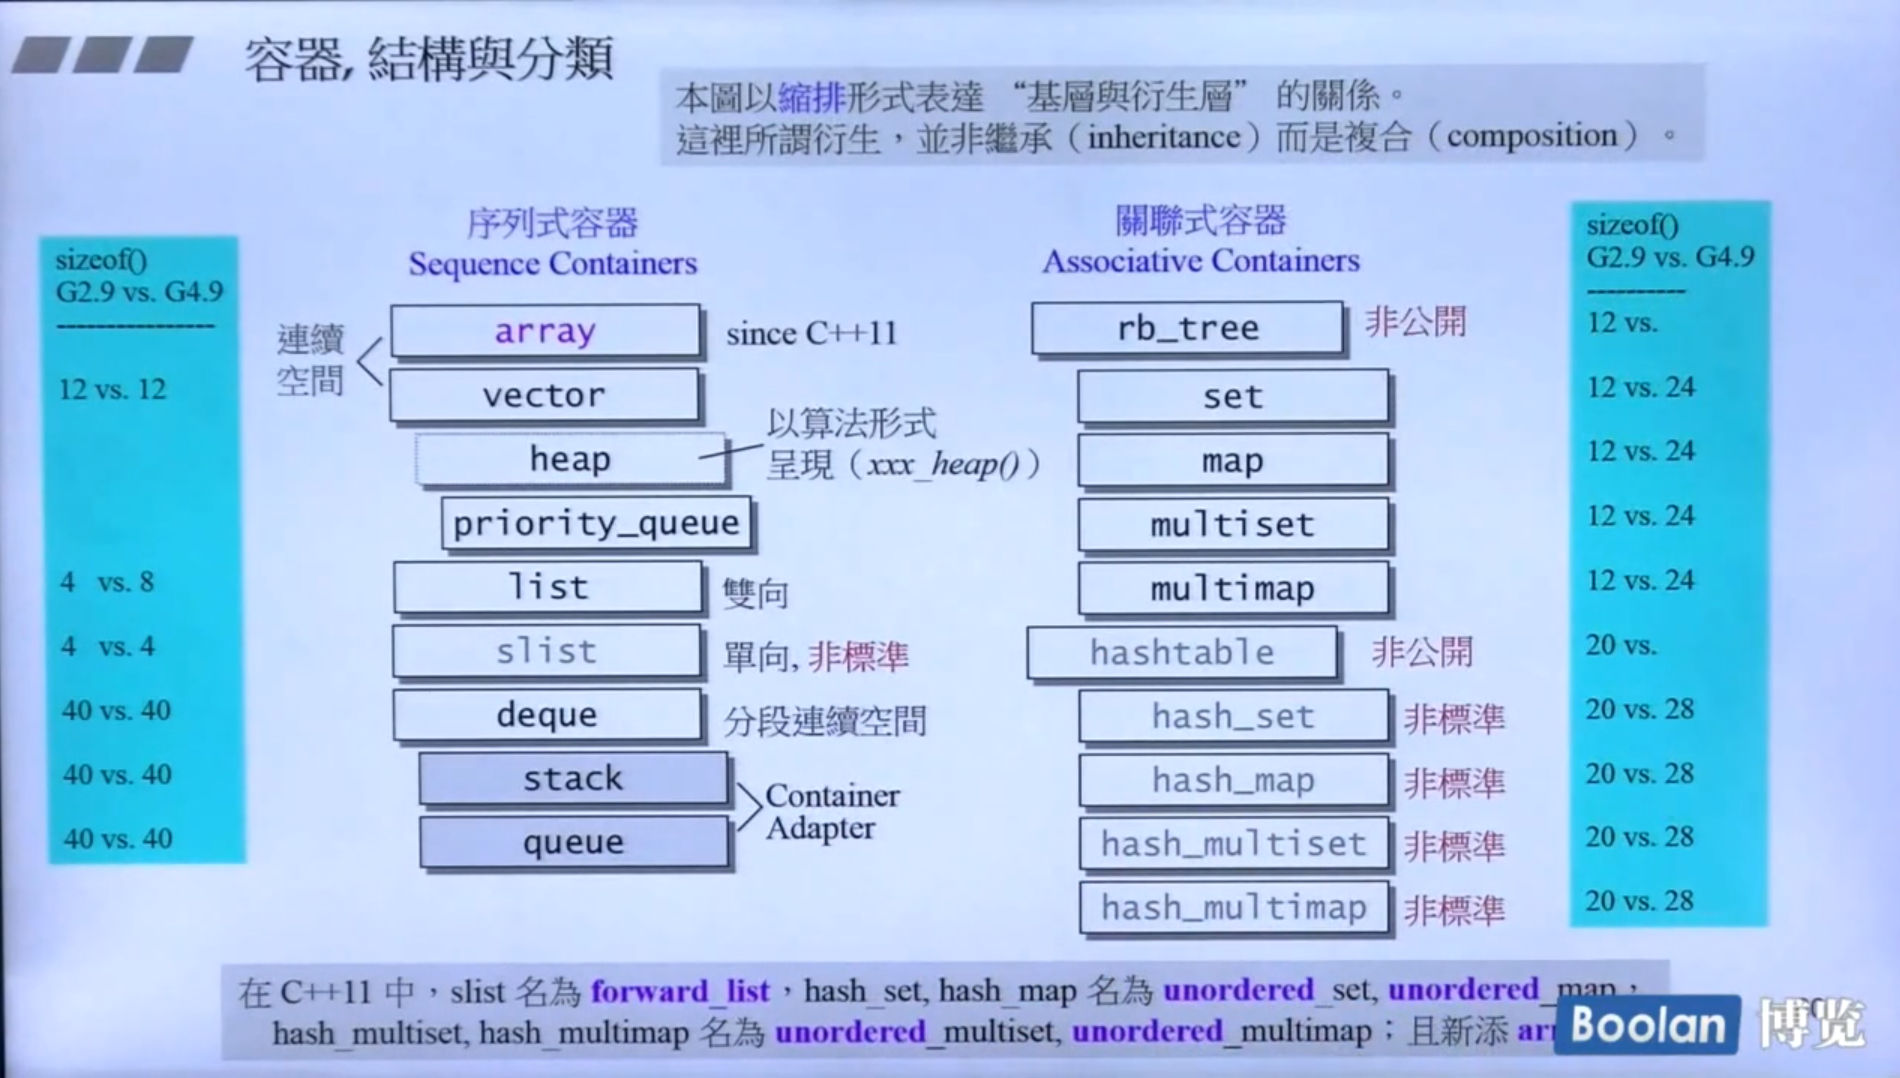 容器, 結構與分類
本圖以縮排形式表達 “基層與衍生層” 的關係。
這裡所謂衍生，並非繼承（inheritance）而是複合（composition）。
sizeof()
G2.9 vs. G4.9
----------------
12 vs. 12
4 vs. 8
4 vs. 4
40 vs. 40
40 vs. 40
40 vs. 40
序列式容器
Sequence Containers
連續
空間
array
since C++11
vector
heap
以算法形式
呈現（xxx_heap()）
priority_queue
list
雙向
slist
單向, 非標準
deque
分段連續空間
stack
queue
Container
Adapter
關聯式容器
Associative Containers
rb_tree
非公開
set
map
multiset
multimap
hashtable
非公開
hash_set
非標準
hash_map
非標準
hash_multiset
非標準
hash_multimap
非標準
sizeof()
G2.9 vs. G4.9
----------
12 vs.
12 vs. 24
12 vs. 24
12 vs. 24
12 vs. 24
20 vs.
20 vs. 28
20 vs. 28
20 vs. 28
20 vs. 28
在 C++11 中，slist 名為 forward_list，hash_set, hash_map 名為 unordered_set, unordered_map，
hash_multiset, hash_multimap 名為 unordered_multiset, unordered_multimap；且新添
Boolan 博览